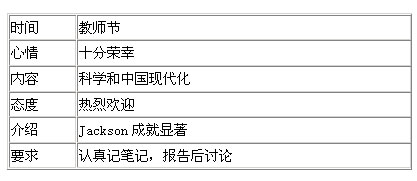 时间 教师节
心情 十分荣幸
内容 科学和中国现代化
态度 热烈欢迎
介绍 Jackson 成就显著
要求 认真记笔记，报告后讨论